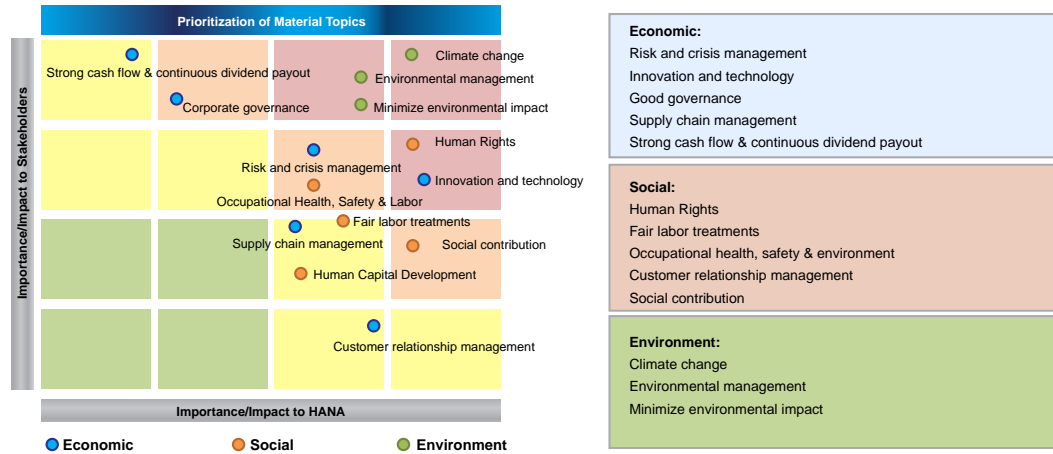 Prioritization of Material Topics
Importance/Impact to Stakeholders
Climate change
Strong cash flow & continuous dividend payout
Environmental management
Corporate governance
Minimize environmental impact
Human Rights
Risk and crisis management
Innovation and technology
Occupational Health, Safety & Labor
Fair labor treatments
Supply chain management
Social contribution
Human Capital Development
Customer relationship management
Importance/Impact to HANA
Economic
Social
Environment
Economic:
Risk and crisis management
Innovation and technology
Good governance
Supply chain management
Strong cash flow & continuous dividend payout
Social:
Human Rights
Fair labor treatments
Occupational health, safety & environment
Customer relationship management
Social contribution
Environment:
Climate change
Environmental management
Minimize environmental impact